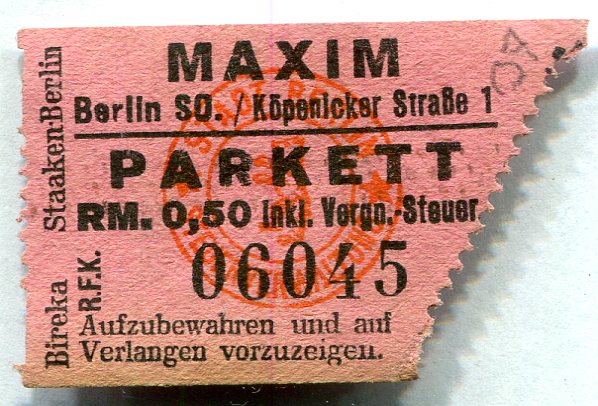 MAXIM
Berlin SO. / Köpenicker Straße 1
PARKETT
RM. 0,50 Inkl. Vergn.-Steuer
06045
Aufzubewahren und auf
Verlangen vorzuzeigen.
Bireka Staaken-Berlin
R.F.K.